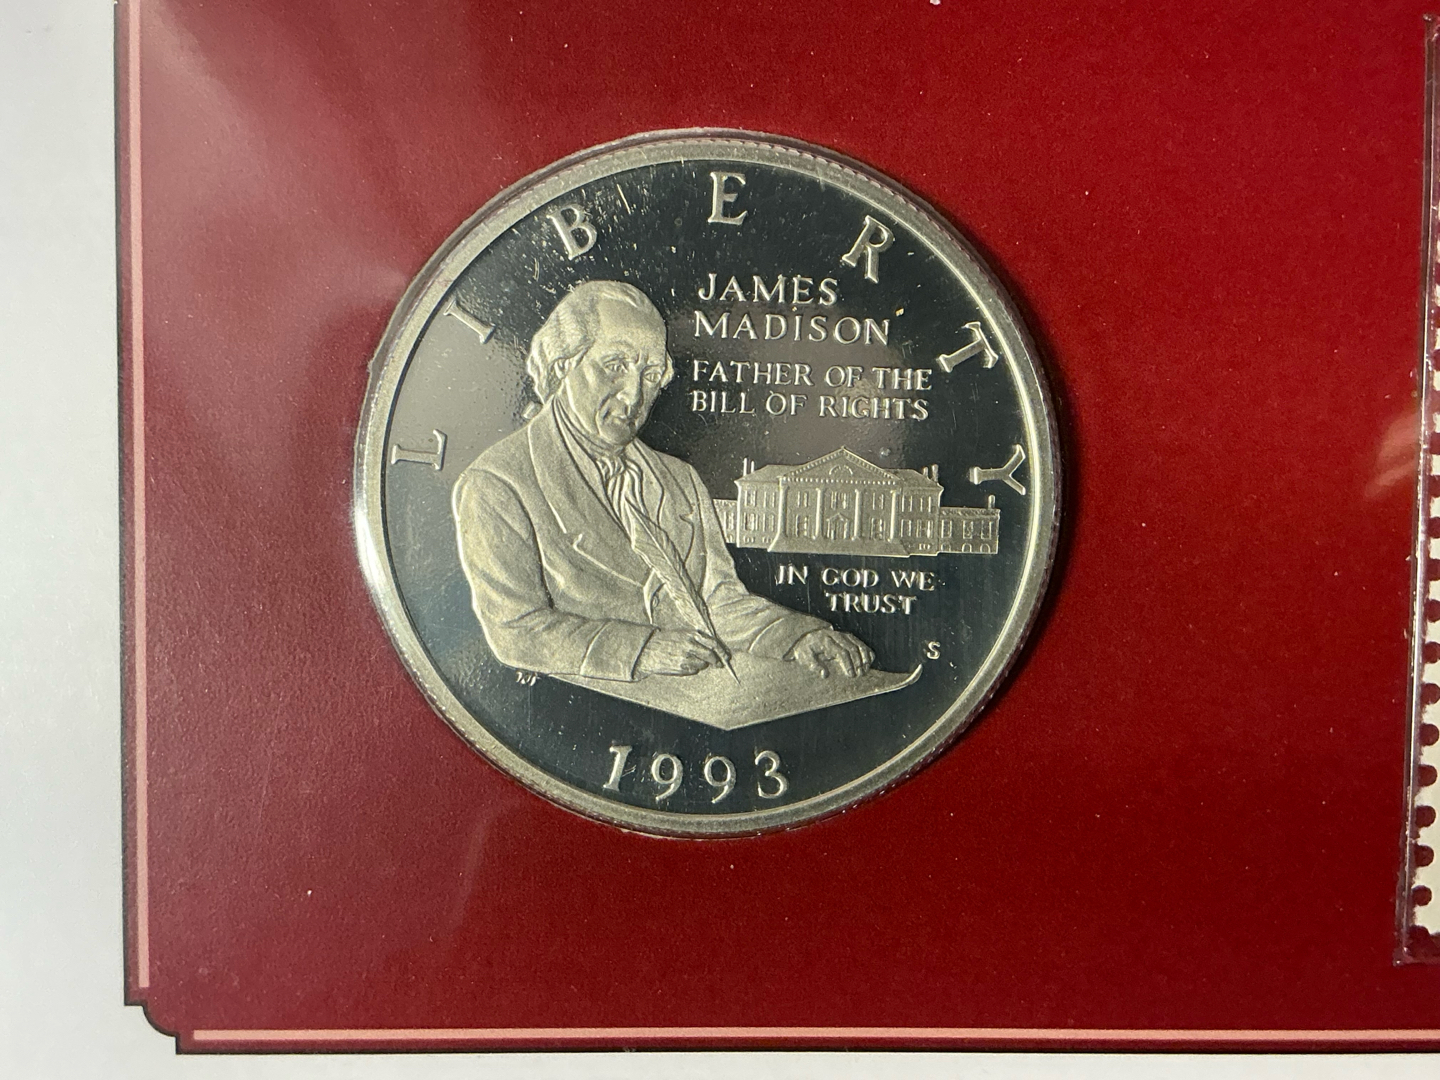 LIBERTY
JAMES
MADISON
FATHER OF THE
BILL OF RIGHTS
IN GOD WE
TRUST
S
1993